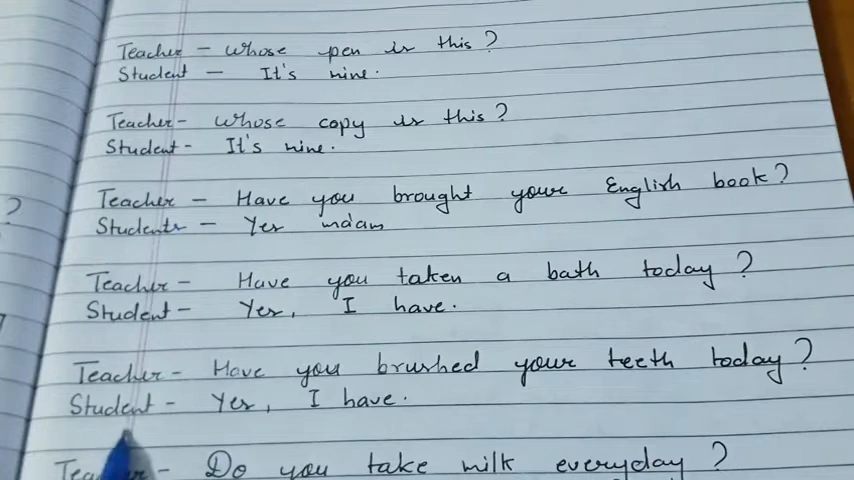 Teacher - Whose pen is this?
Student - It's mine.
Teacher - Whose copy is this?
Student - It's mine.
Teacher - Have you brought your English book?
Students - Yes ma'am
Teacher - Have you taken a bath today?
Student - Yes, I have.
Teacher - Have you brushed your teeth today?
Student - Yes, I have.
Teacher - Do you take milk everyday?
?